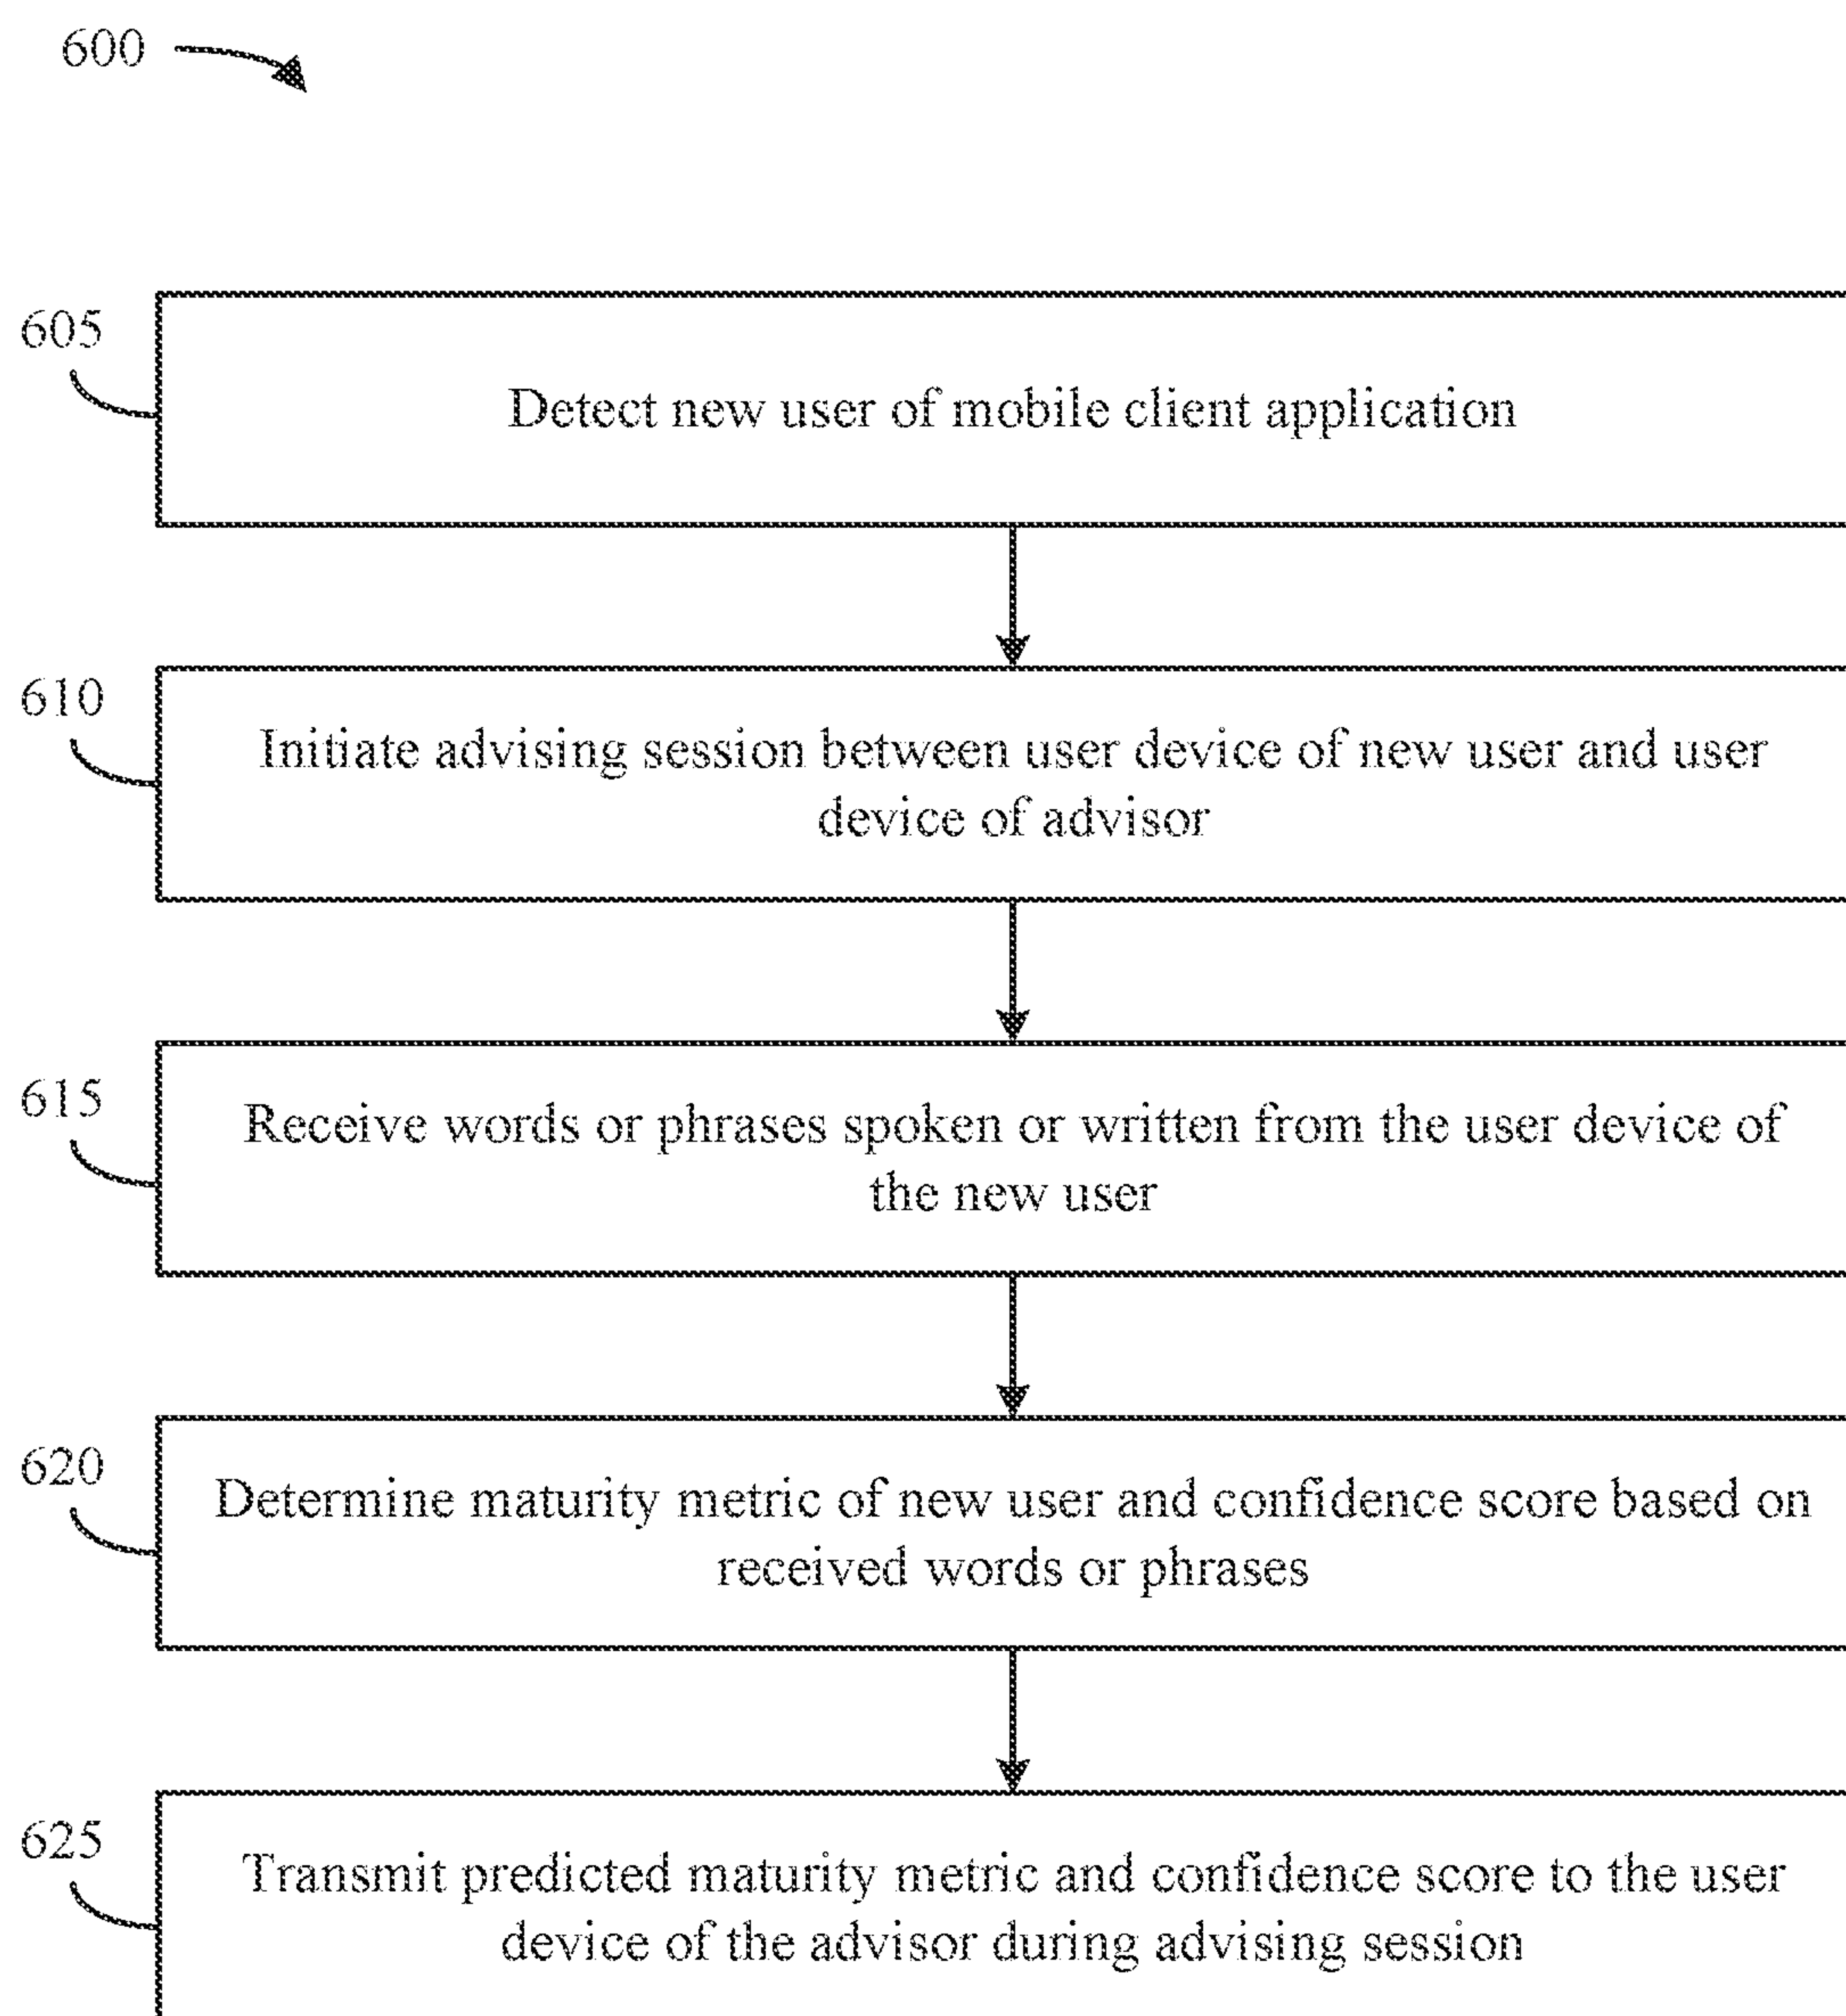 600
605
Detect new user of mobile client application
610
Initiate advising session between user device of new user and user
device of advisor
615
Receive words or phrases spoken or written from the user device of
the new user
620
Determine maturity metric of new user and confidence score based on
received words or phrases
625
Transmit predicted maturity metric and confidence score to the user
device of the advisor during advising session